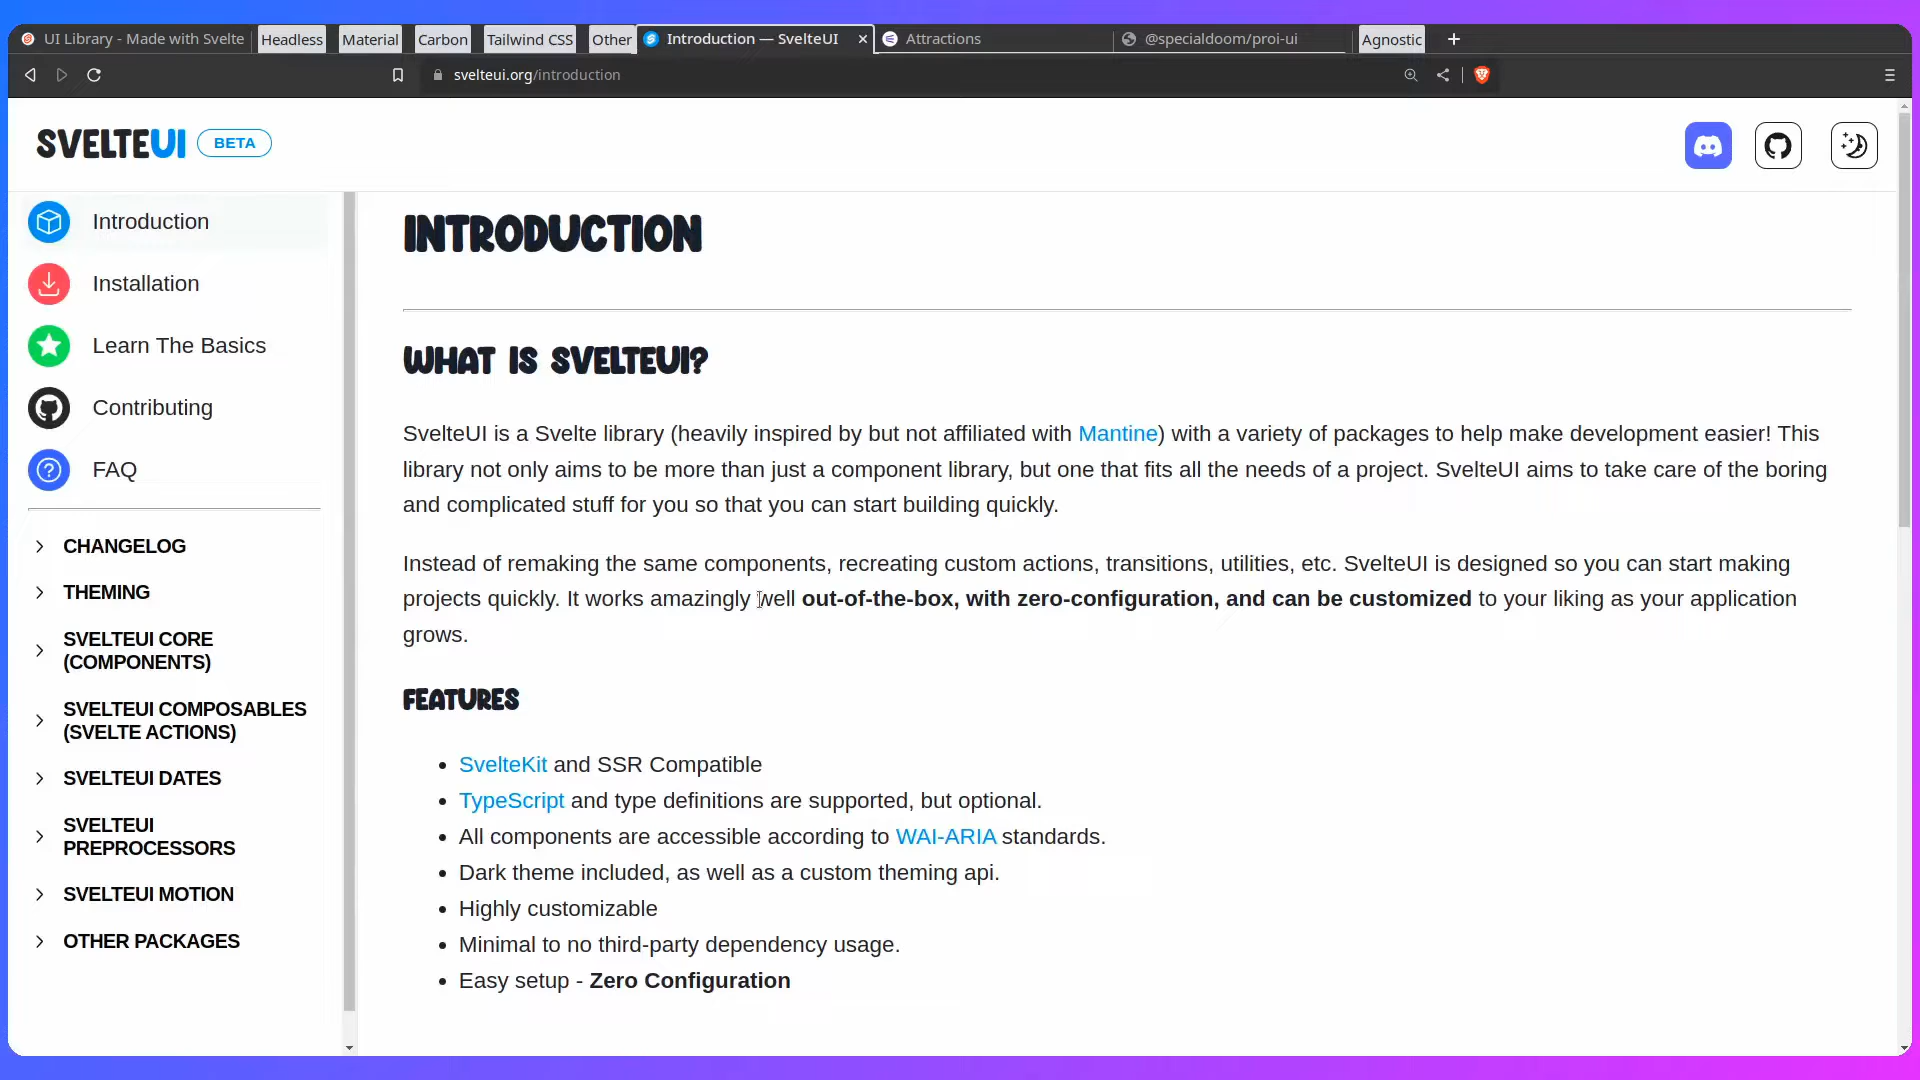 UI Library - Made with Svelte Headless Material Carbon Tailwind CSS Other Introduction — SvelteUI Attractions @specialdoom/proi-ui Agnostic
svelteui.org/introduction
SVELTEUI BETA
Introduction
Installation
Learn The Basics
Contributing
FAQ
CHANGELOG
THEMING
SVELTEUI CORE
(COMPONENTS)
SVELTEUI COMPOSABLES
(SVELTE ACTIONS)
SVELTEUI DATES
SVELTEUI
PREPROCESSORS
SVELTEUI MOTION
OTHER PACKAGES
INTRODUCTION
WHAT IS SVELTEUI?
SvelteUI is a Svelte library (heavily inspired by but not affiliated with Mantine) with a variety of packages to help make development easier! This
library not only aims to be more than just a component library, but one that fits all the needs of a project. SvelteUI aims to take care of the boring
and complicated stuff for you so that you can start building quickly.
Instead of remaking the same components, recreating custom actions, transitions, utilities, etc. SvelteUI is designed so you can start making
projects quickly. It works amazingly well out-of-the-box, with zero-configuration, and can be customized to your liking as your application
grows.
FEATURES
• SvelteKit and SSR Compatible
• TypeScript and type definitions are supported, but optional.
• All components are accessible according to WAI-ARIA standards.
• Dark theme included, as well as a custom theming api.
• Highly customizable
• Minimal to no third-party dependency usage.
• Easy setup - Zero Configuration